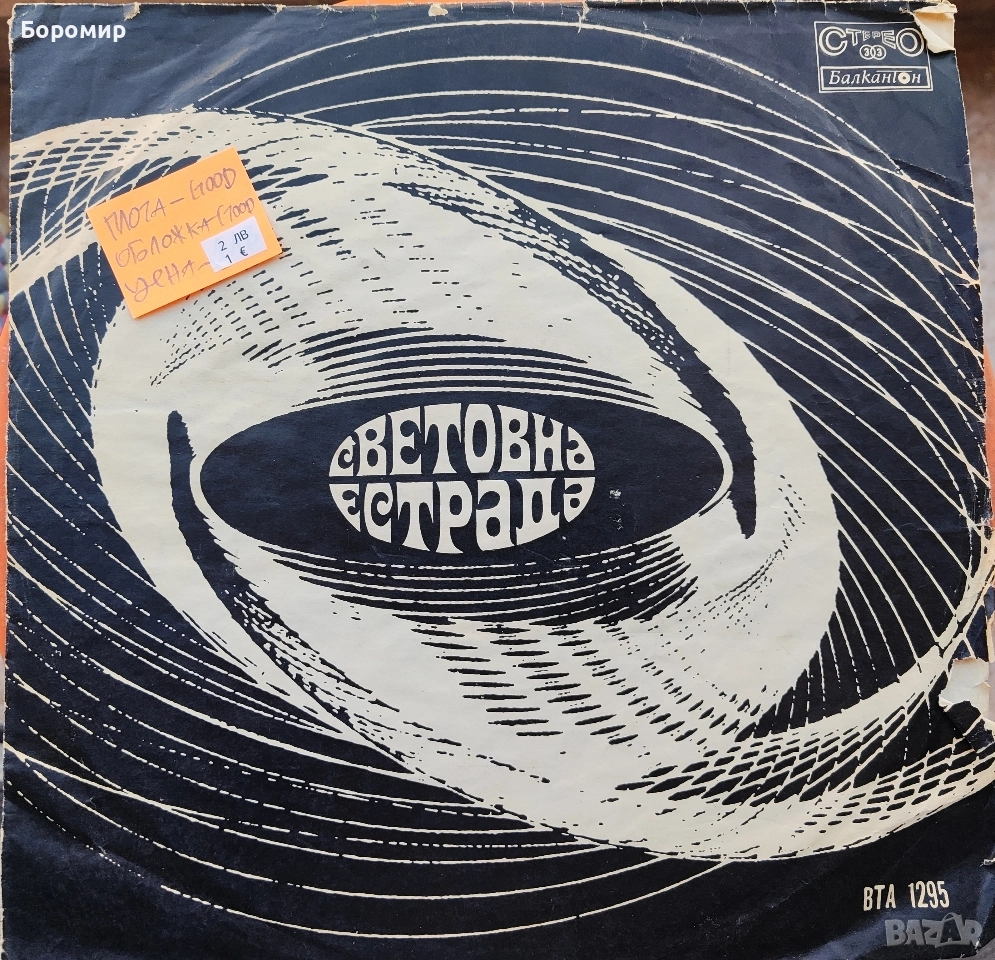 Боромир
СТЕРЕО
303
Балкантон
ПЛОЧА - GOOD
ОБЛОЖКА - GOOD
ЦЕНА -
2 ЛВ
1 €
СВЕТОВНА
ЕСТРАДА
ВТА 1295
BAZAR